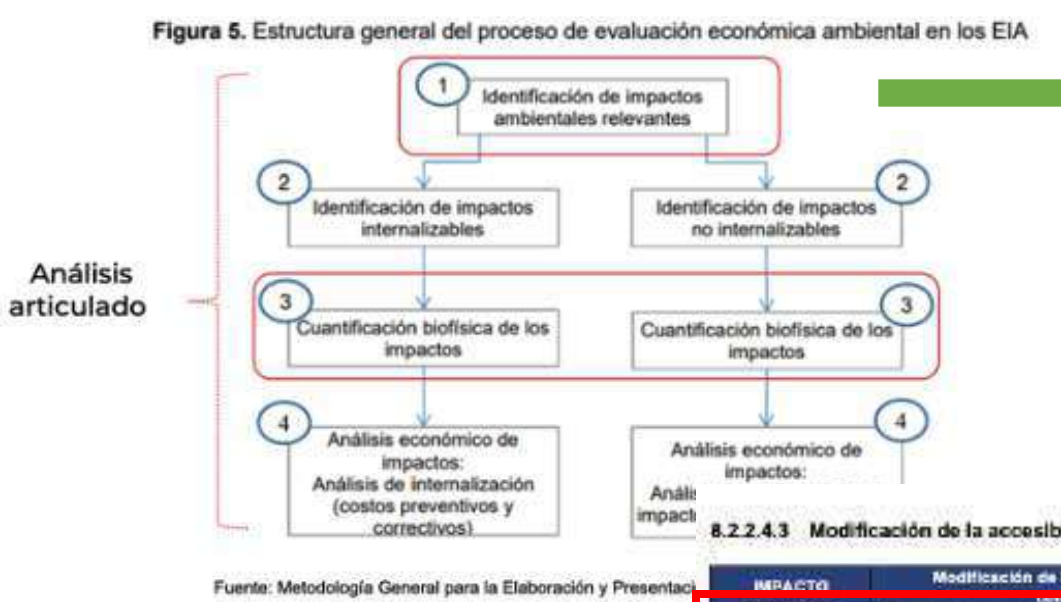 Figura 5. Estructura general del proceso de evaluación económica ambiental en los EIA
1
Identificación de impactos
ambientales relevantes
2
Identificación de impactos
internalizables
2
Identificación de impactos
no internalizables
Análisis
articulado
3
Cuantificación biofísica de los
impactos
3
Cuantificación biofísica de los
impactos
4
Análisis económico de
impactos:
Análisis de internalización
(costos preventivos y
correctivos)
4
Análisis económico de
impactos:
8.2.2.4.3 Modificación de la
Fuente: Metodología General para la Elaboración y
IMPACTO
Modificación de